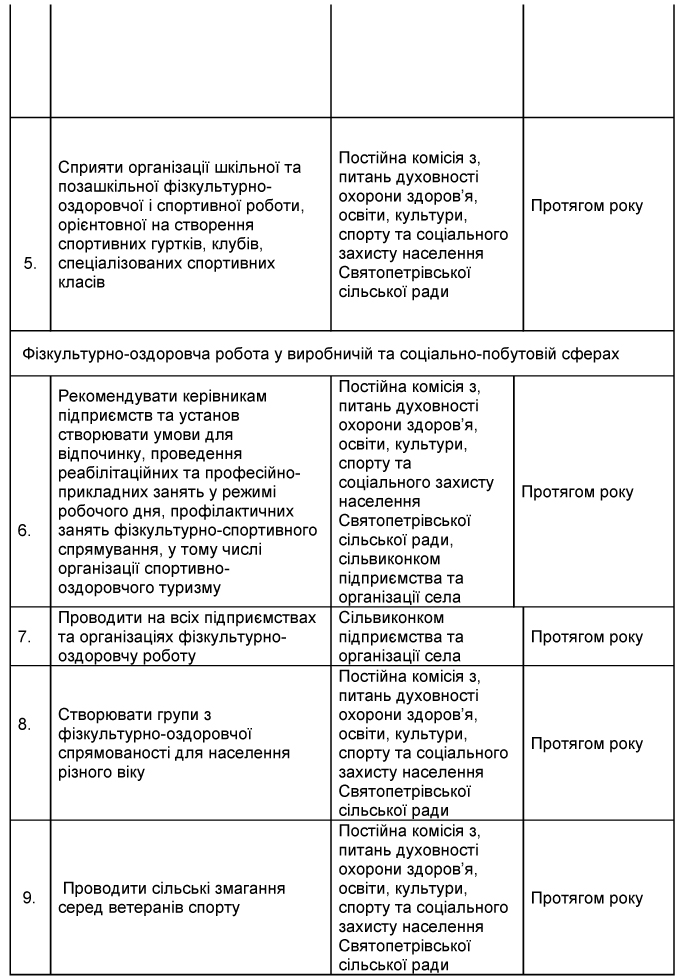 5.
Сприяти організації шкільної та
позашкільної фізкультурно-
оздоровчої і спортивної роботи,
орієнтовної на створення
спортивних гуртків, клубів,
спеціалізованих спортивних
класів
Постійна комісія з,
питань духовності
охорони здоров’я,
освіти, культури,
спорту та соціального
захисту населення
Святопетрівської
сільської ради
Протягом року
Фізкультурно-оздоровча робота у виробничій та соціально-побутовій сферах
6.
Рекомендувати керівникам
підприємств та установ
створювати умови для
відпочинку, проведення
реабілітаційних та професійно-
прикладних занять у режимі
робочого дня, профілактичних
занять фізкультурно-спортивного
спрямування, у тому числі
організації спортивно-
оздоровчого туризму
Постійна комісія з,
питань духовності
охорони здоров’я,
освіти, культури,
спорту та
соціального захисту
населення
Святопетрівської
сільської ради,
сільвиконком
підприємства та
організації села
Протягом року
7.
Проводити на всіх підприємствах
та організаціях фізкультурно-
оздоровчу роботу
Сільвиконком
підприємства та
організації села
Протягом року
8.
Створювати групи з
фізкультурно-оздоровчої
спрямованості для населення
різного віку
Постійна комісія з,
питань духовності
охорони здоров’я,
освіти, культури,
спорту та соціального
захисту населення
Святопетрівської
сільської ради
Протягом року
9.
Проводити сільські змагання
серед ветеранів спорту
Постійна комісія з,
питань духовності
охорони здоров’я,
освіти, культури,
спорту та соціального
захисту населення
Святопетрівської
сільської ради
Протягом року